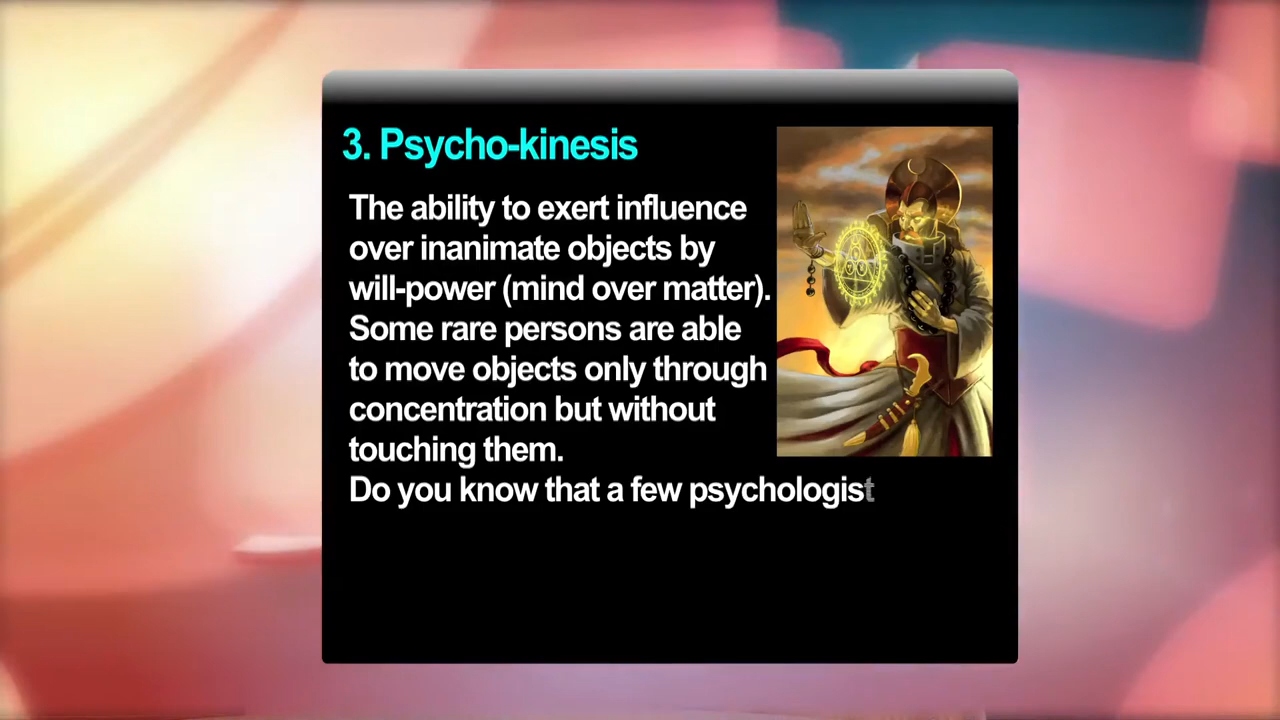 3. Psycho-kinesis
The ability to exert influence
over inanimate objects by
will-power (mind over matter).
Some rare persons are able
to move objects only through
concentration but without
touching them.
Do you know that a few psychologist